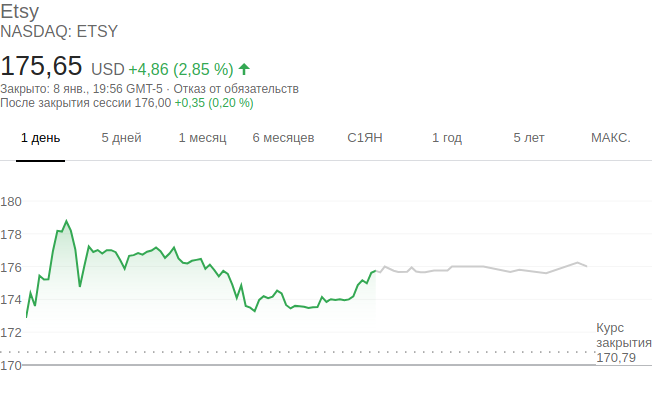 Etsy
NASDAQ: ETSY
175,65 USD +4,86 (2,85 %)
Закрыто: 8 янв., 19:56 GMT-5 · Отказ от обязательств
После закрытия сессии 176,00 +0,35 (0,20 %)
1 день 5 дней 1 месяц 6 месяцев С1ЯН 1 год 5 лет МАКС.
180
178
176
174
172
170
Курс
закрытия
170,79